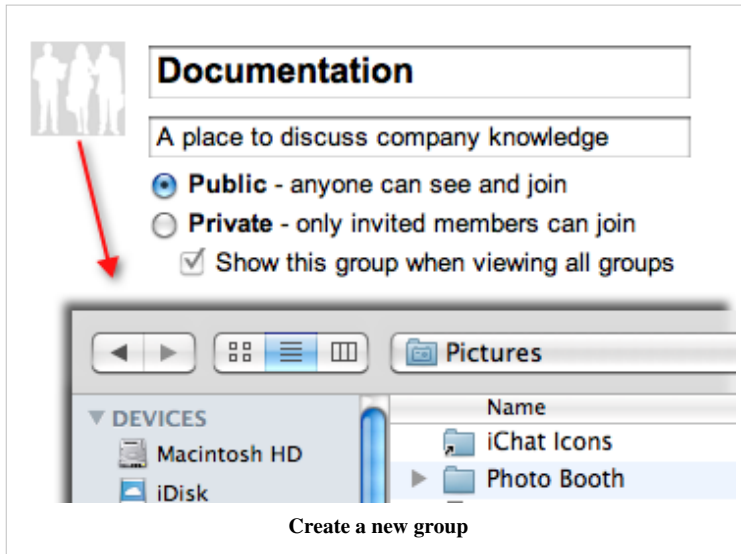 Documentation
A place to discuss company knowledge
Public - anyone can see and join
Private - only invited members can join
Show this group when viewing all groups
Pictures
DEVICES
Macintosh HD
iDisk
Name
iChat Icons
Photo Booth
Create a new group